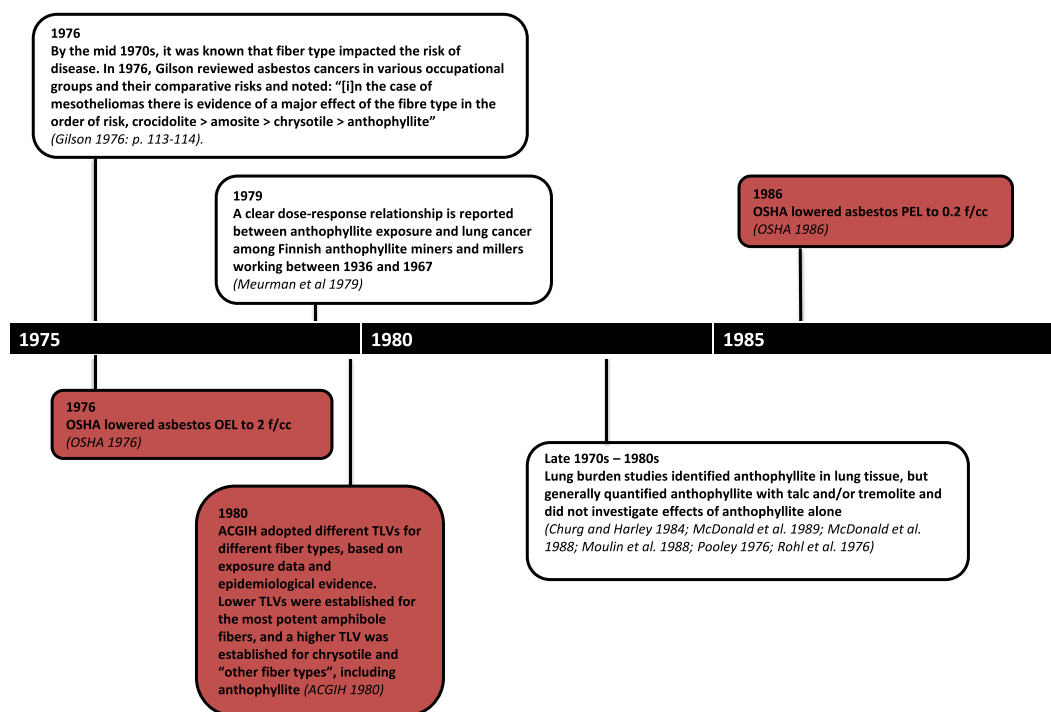 1976
By the mid 1970s, it was known that fiber type impacted the risk of
disease. In 1976, Gilson reviewed asbestos cancers in various occupational
groups and their comparative risks and noted: “[i]n the case of
mesotheliomas there is evidence of a major effect of the fibre type in the
order of risk, crocidolite > amosite > chrysotile > anthophyllite”
(Gilson 1976: p. 113-114).
1979
A clear dose-response relationship is reported
between anthophyllite exposure and lung cancer
among Finnish anthophyllite miners and millers
working between 1936 and 1967
(Meurman et al 1979)
1986
OSHA lowered asbestos PEL to 0.2 f/cc
(OSHA 1986)
1975
1980
1985
1976
OSHA lowered asbestos OEL to 2 f/cc
(OSHA 1976)
1980
ACGIH adopted different TLVs for
different fiber types, based on
exposure data and
epidemiological evidence.
Lower TLVs were established for
the most potent amphibole
fibers, and a higher TLV was
established for chrysotile and
“other fiber types”, including
anthophyllite (ACGIH 1980)
Late 1970s – 1980s
Lung burden studies identified anthophyllite in lung tissue, but
generally quantified anthophyllite with talc and/or tremolite and
did not investigate effects of anthophyllite alone
(Churg and Harley 1984; McDonald et al. 1989; McDonald et al.
1988; Moulin et al. 1988; Pooley 1976; Rohl et al. 1976)